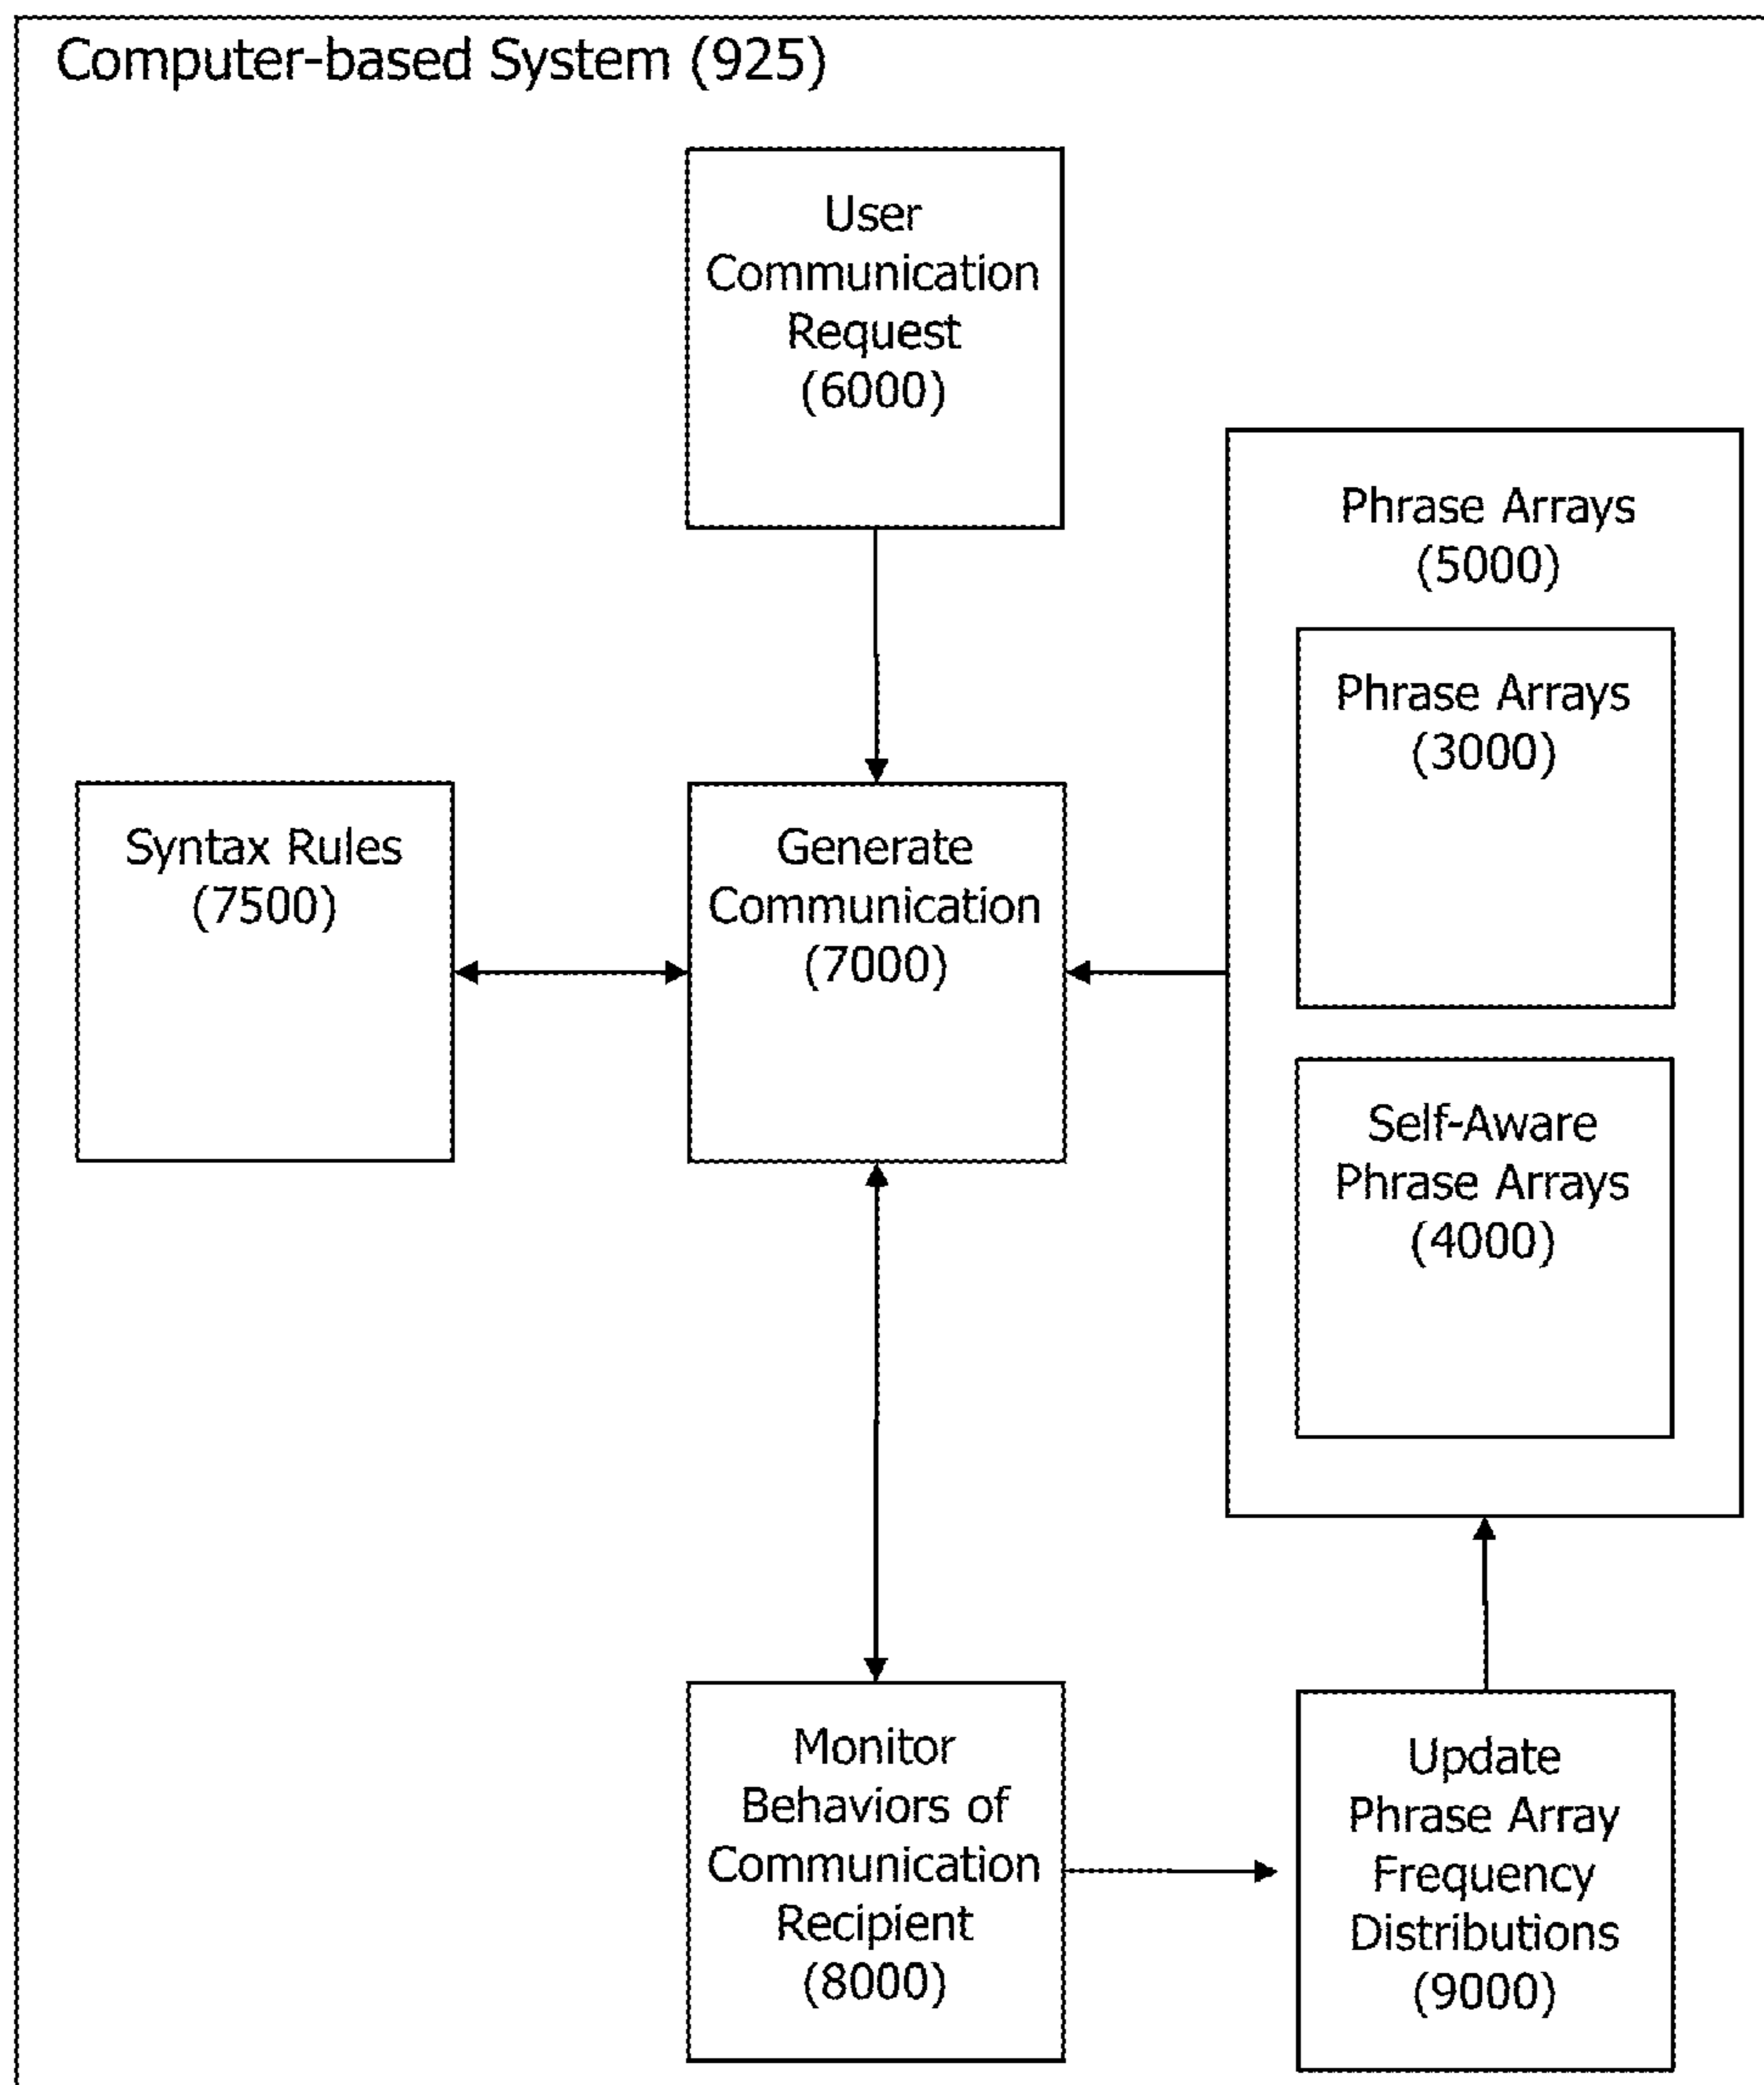 Computer-based System (925)
User
Communication
Request
(6000)
Phrase Arrays
(5000)
Phrase Arrays
(3000)
Syntax Rules
(7500)
Generate
Communication
(7000)
Self-Aware
Phrase Arrays
(4000)
Monitor
Behaviors of
Communication
Recipient
(8000)
Update
Phrase Array
Frequency
Distributions
(9000)